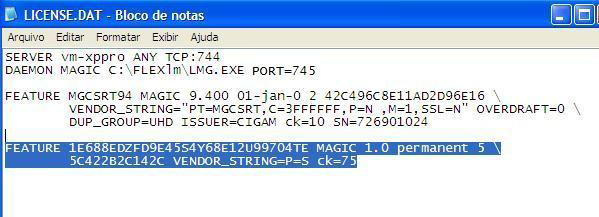 LICENSE.DAT - Bloco de notas
Arquivo Editar Formatar Exibir Ajuda
SERVER vm-xppro ANY TCP:744
DAEMON MAGIC C:\FLEXlm\LMG.EXE PORT=745
FEATURE MGCSRT94 MAGIC 9.400 01-jan-0 2 42C496C8E11AD2D96E16 \
VENDOR_STRING="PT=MGCSRT,C=3FFFFFF,P=N ,M=1,SSL=N" OVERDRAFT=0 \
DUP_GROUP=UHD ISSUER=CIGAM ck=10 SN=726901024
FEATURE 1E688EDZFD9E45S4Y68E12U99704TE MAGIC 1.0 permanent 5 \
5C422B2C142C VENDOR_STRING=P=S ck=75